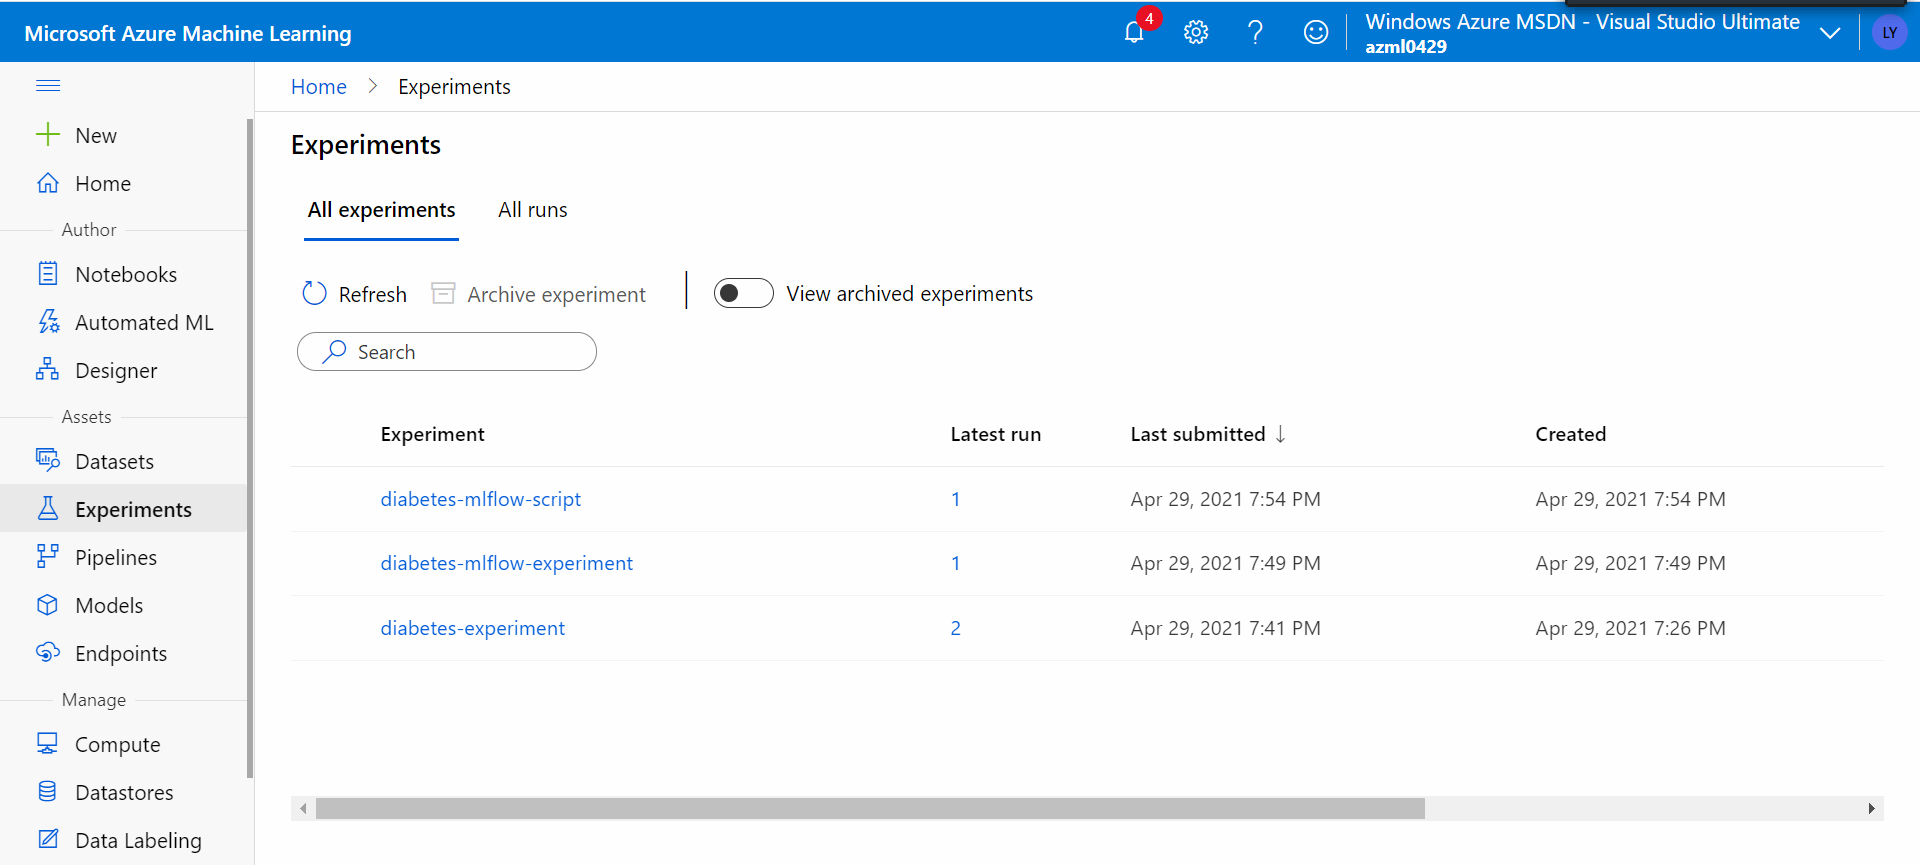 Microsoft Azure Machine Learning
4
Windows Azure MSDN - Visual Studio Ultimate
azml0429
LY
New
Home
Author
Notebooks
Automated ML
Designer
Assets
Datasets
Experiments
Pipelines
Models
Endpoints
Manage
Compute
Datastores
Data Labeling
Home > Experiments
Experiments
All experiments All runs
Refresh Archive experiment View archived experiments
Search
Experiment Latest run Last submitted ↓ Created
diabetes-mlflow-script 1 Apr 29, 2021 7:54 PM Apr 29, 2021 7:54 PM
diabetes-mlflow-experiment 1 Apr 29, 2021 7:49 PM Apr 29, 2021 7:49 PM
diabetes-experiment 2 Apr 29, 2021 7:41 PM Apr 29, 2021 7:26 PM